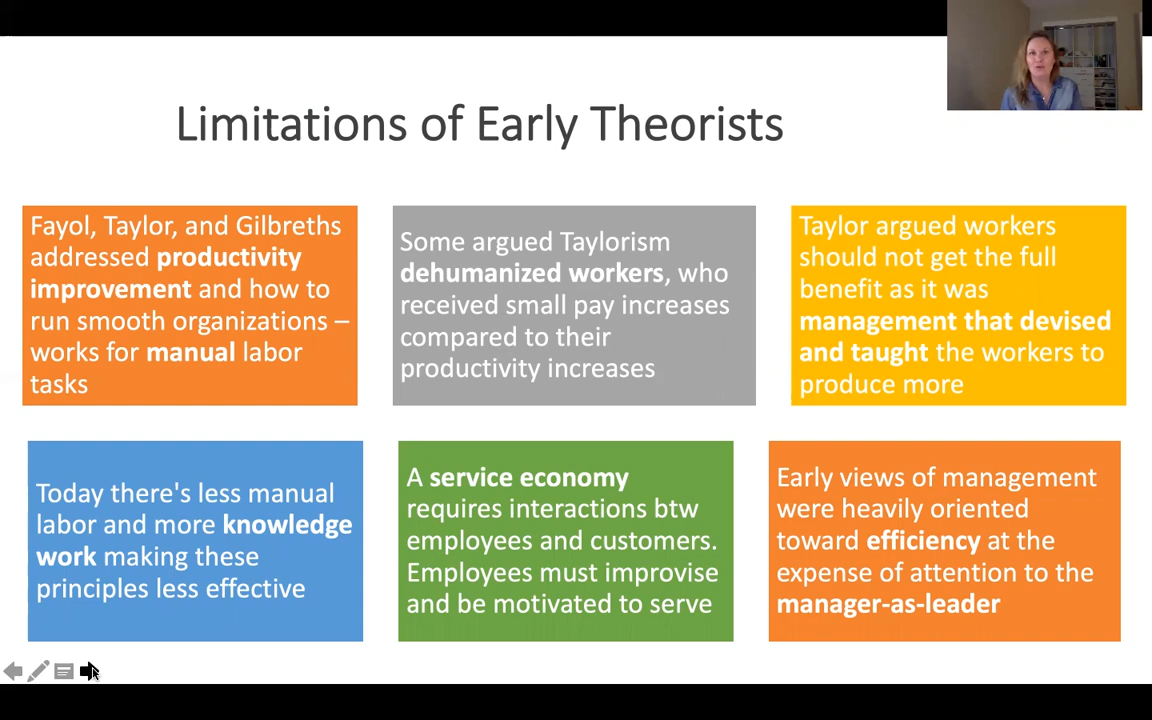 Limitations of Early Theorists
Fayol, Taylor, and Gilbreths
addressed productivity
improvement and how to
run smooth organizations –
works for manual labor
tasks
Some argued Taylorism
dehumanized workers, who
received small pay increases
compared to their
productivity increases
Taylor argued workers
should not get the full
benefit as it was
management that devised
and taught the workers to
produce more
Today there's less manual
labor and more knowledge
work making these
principles less effective
A service economy
requires interactions btw
employees and customers.
Employees must improvise
and be motivated to serve
Early views of management
were heavily oriented
toward efficiency at the
expense of attention to the
manager-as-leader